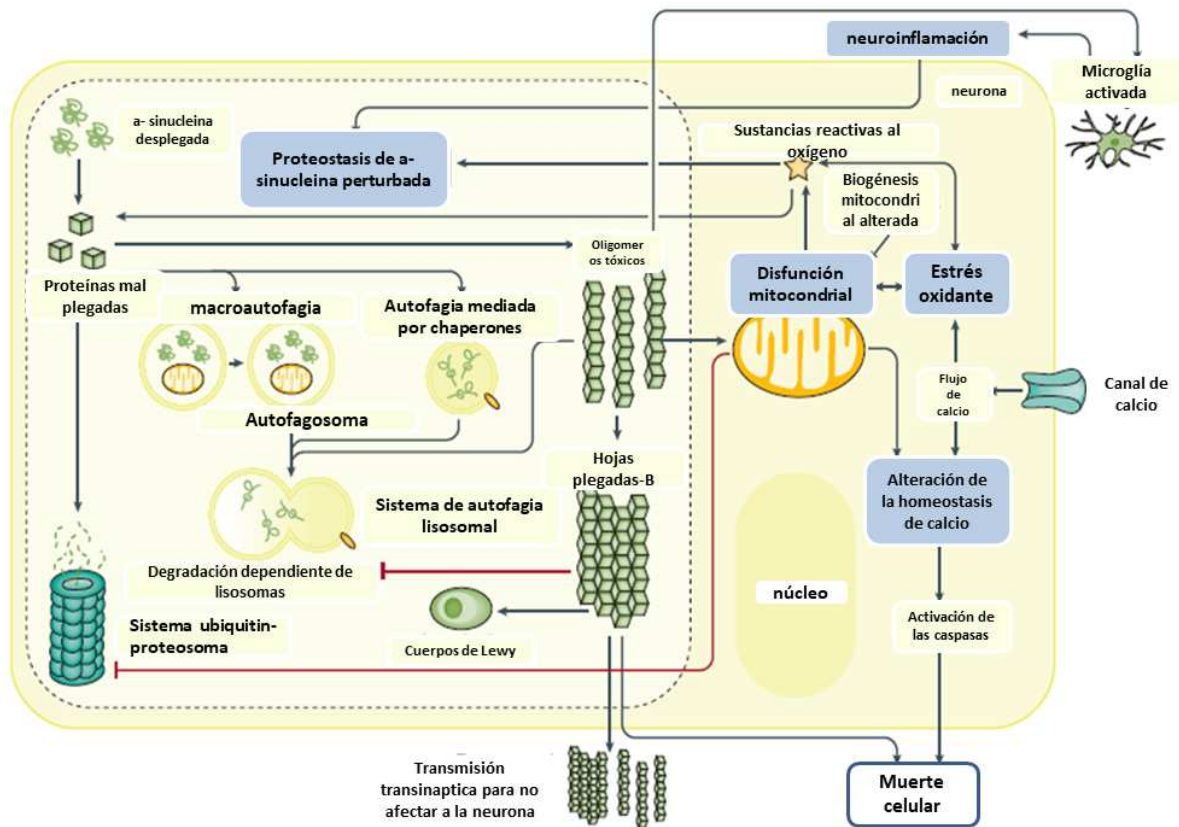 neuroinflamación
neurona
Microglía
activada
a- sinucleina
desplegada
Sustancias reactivas al
oxígeno
Proteostasis de a-
sinucleina perturbada
Biogénesis
mitocondri
al alterada
Oligomer
os tóxicos
Disfunción
mitocondrial
Estrés
oxidante
Proteínas mal
plegadas
macroautofagia
Autofagia mediada
por chaperones
Flujo
de
calcio
Canal de
calcio
Autofagosoma
Hojas
plegadas-B
Alteración de
la homeostasis
de calcio
Sistema de autofagia
lisosomal
Degradación dependiente de
lisosomas
núcleo
Activación de
las caspasas
Sistema ubiquitin-
proteosoma
Cuerpos de Lewy
Transmisión
transinaptica para no
afectar a la neurona
Muerte
celular